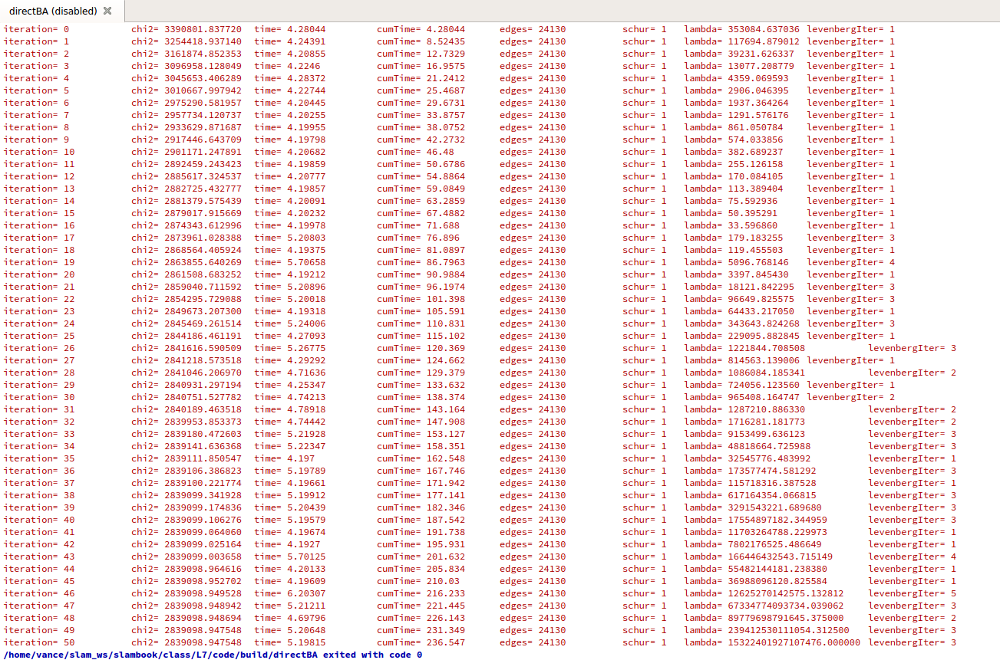 directBA (disabled)
iteration= 0 chi2= 3390801.837720 time= 4.28044 cumTime= 4.28044 edges= 24130 schur= 1 lambda= 353084.637036 levenbergIter= 1
iteration= 1 chi2= 3254418.937140 time= 4.24391 cumTime= 8.52435 edges= 24130 schur= 1 lambda= 117694.879012 levenbergIter= 1
iteration= 2 chi2= 3161874.852353 time= 4.20855 cumTime= 12.7329 edges= 24130 schur= 1 lambda= 39231.626337 levenbergIter= 1
iteration= 3 chi2= 3096958.128049 time= 4.2246 cumTime= 16.9575 edges= 24130 schur= 1 lambda= 13077.208779 levenbergIter= 1
iteration= 4 chi2= 3045653.406289 time= 4.28372 cumTime= 21.2412 edges= 24130 schur= 1 lambda= 4359.069593 levenbergIter= 1
iteration= 5 chi2= 3010667.997942 time= 4.22744 cumTime= 25.4687 edges= 24130 schur= 1 lambda= 2906.046395 levenbergIter= 1
iteration= 6 chi2= 2975290.581957 time= 4.20445 cumTime= 29.6731 edges= 24130 schur= 1 lambda= 1937.364264 levenbergIter= 1
iteration= 7 chi2= 2957734.120737 time= 4.20255 cumTime= 33.8757 edges= 24130 schur= 1 lambda= 1291.576176 levenbergIter= 1
iteration= 8 chi2= 2933629.871687 time= 4.19955 cumTime= 38.0752 edges= 24130 schur= 1 lambda= 861.050784 levenbergIter= 1
iteration= 9 chi2= 2917446.643709 time= 4.19798 cumTime= 42.2732 edges= 24130 schur= 1 lambda= 574.033856 levenbergIter= 1
iteration= 10 chi2= 2901171.247891 time= 4.20682 cumTime= 46.48 edges= 24130 schur= 1 lambda= 382.689237 levenbergIter= 1
iteration= 11 chi2= 2892459.243423 time= 4.19859 cumTime= 50.6786 edges= 24130 schur= 1 lambda= 255.126158 levenbergIter= 1
iteration= 12 chi2= 2885617.324537 time= 4.20777 cumTime= 54.8864 edges= 24130 schur= 1 lambda= 170.084105 levenbergIter= 1
iteration= 13 chi2= 2882725.432777 time= 4.19857 cumTime= 59.0849 edges= 24130 schur= 1 lambda= 113.389404 levenbergIter= 1
iteration= 14 chi2= 2881379.575439 time= 4.20091 cumTime= 63.2859 edges= 24130 schur= 1 lambda= 75.592936 levenbergIter= 1
iteration= 15 chi2= 2879017.915669 time= 4.20232 cumTime= 67.4882 edges= 24130 schur= 1 lambda= 50.395291 levenbergIter= 1
iteration= 16 chi2= 2874343.612996 time= 4.19978 cumTime= 71.688 edges= 24130 schur= 1 lambda= 33.596860 levenbergIter= 1
iteration= 17 chi2= 2873961.028388 time= 5.20803 cumTime= 76.896 edges= 24130 schur= 1 lambda= 179.183255 levenbergIter= 3
iteration= 18 chi2= 2868564.405924 time= 4.19375 cumTime= 81.0897 edges= 24130 schur= 1 lambda= 119.455503 levenbergIter= 1
iteration= 19 chi2= 2863855.640269 time= 5.70658 cumTime= 86.7963 edges= 24130 schur= 1 lambda= 5096.768146 levenbergIter= 4
iteration= 20 chi2= 2861508.683252 time= 4.19212 cumTime= 90.9884 edges= 24130 schur= 1 lambda= 3397.845430 levenbergIter= 1
iteration= 21 chi2= 2859040.711592 time= 5.20896 cumTime= 96.1974 edges= 24130 schur= 1 lambda= 18121.842295 levenbergIter= 3
iteration= 22 chi2= 2854295.729088 time= 5.20018 cumTime= 101.398 edges= 24130 schur= 1 lambda= 96649.825575 levenbergIter= 3
iteration= 23 chi2= 2849673.207300 time= 4.19318 cumTime= 105.591 edges= 24130 schur= 1 lambda= 64433.217050 levenbergIter= 1
iteration= 24 chi2= 2845469.261514 time= 5.24006 cumTime= 110.831 edges= 24130 schur= 1 lambda= 343643.824268 levenbergIter= 3
iteration= 25 chi2= 2844186.461191 time= 4.27093 cumTime= 115.102 edges= 24130 schur= 1 lambda= 229095.882845 levenbergIter= 1
iteration= 26 chi2= 2841616.590509 time= 5.26775 cumTime= 120.369 edges= 24130 schur= 1 lambda= 1221844.708508 levenbergIter= 3
iteration= 27 chi2= 2841218.573518 time= 4.29292 cumTime= 124.662 edges= 24130 schur= 1 lambda= 814563.139006 levenbergIter= 1
iteration= 28 chi2= 2841046.206970 time= 4.71636 cumTime= 129.379 edges= 24130 schur= 1 lambda= 1086084.185341 levenbergIter= 2
iteration= 29 chi2= 2840931.297194 time= 4.25347 cumTime= 133.632 edges= 24130 schur= 1 lambda= 724056.123560 levenbergIter= 1
iteration= 30 chi2= 2840751.527782 time= 4.74213 cumTime= 138.374 edges= 24130 schur= 1 lambda= 965408.164747 levenbergIter= 2
iteration= 31 chi2= 2840189.463518 time= 4.78918 cumTime= 143.164 edges= 24130 schur= 1 lambda= 1287210.886330 levenbergIter= 2
iteration= 32 chi2= 2839953.853373 time= 4.74442 cumTime= 147.908 edges= 24130 schur= 1 lambda= 1716281.181773 levenbergIter= 2
iteration= 33 chi2= 2839180.472603 time= 5.21928 cumTime= 153.127 edges= 24130 schur= 1 lambda= 9153499.636123 levenbergIter= 3
iteration= 34 chi2= 2839141.636368 time= 5.22347 cumTime= 158.351 edges= 24130 schur= 1 lambda= 48818664.725988 levenbergIter= 3
iteration= 35 chi2= 2839111.850547 time= 4.197 cumTime= 162.548 edges= 24130 schur= 1 lambda= 32545776.483992 levenbergIter= 1
iteration= 36 chi2= 2839106.386823 time= 5.19789 cumTime= 167.746 edges= 24130 schur= 1 lambda= 173577474.581292 levenbergIter= 3
iteration= 37 chi2= 2839100.221774 time= 4.19661 cumTime= 171.942 edges= 24130 schur= 1 lambda= 115718316.387528 levenbergIter= 1
iteration= 38 chi2= 2839099.341928 time= 5.19912 cumTime= 177.141 edges= 24130 schur= 1 lambda= 617164354.066815 levenbergIter= 3
iteration= 39 chi2= 2839099.174836 time= 5.20439 cumTime= 182.346 edges= 24130 schur= 1 lambda= 3291543221.689680 levenbergIter= 3
iteration= 40 chi2= 2839099.106276 time= 5.19579 cumTime= 187.542 edges= 24130 schur= 1 lambda= 17554897182.344959 levenbergIter= 3
iteration= 41 chi2= 2839099.064060 time= 4.19674 cumTime= 191.738 edges= 24130 schur= 1 lambda= 11703264788.229973 levenbergIter= 1
iteration= 42 chi2= 2839099.025164 time= 4.1927 cumTime= 195.931 edges= 24130 schur= 1 lambda= 7802176525.486649 levenbergIter= 1
iteration= 43 chi2= 2839099.003658 time= 5.70125 cumTime= 201.632 edges= 24130 schur= 1 lambda= 166446432543.715149 levenbergIter= 4
iteration= 44 chi2= 2839098.964616 time= 4.20133 cumTime= 205.834 edges= 24130 schur= 1 lambda= 55482144181.238380 levenbergIter= 1
iteration= 45 chi2= 2839098.952702 time= 4.19609 cumTime= 210.03 edges= 24130 schur= 1 lambda= 36988096120.825584 levenbergIter= 1
iteration= 46 chi2= 2839098.949528 time= 6.20307 cumTime= 216.233 edges= 24130 schur= 1 lambda= 12625270142575.132812 levenbergIter= 5
iteration= 47 chi2= 2839098.948942 time= 5.21211 cumTime= 221.445 edges= 24130 schur= 1 lambda= 67334774093734.039062 levenbergIter= 3
iteration= 48 chi2= 2839098.948694 time= 4.69796 cumTime= 226.143 edges= 24130 schur= 1 lambda= 89779698791645.375000 levenbergIter= 2
iteration= 49 chi2= 2839098.947548 time= 5.20648 cumTime= 231.349 edges= 24130 schur= 1 lambda= 239412530111054.312500 levenbergIter= 3
iteration= 50 chi2= 2839098.947548 time= 5.19815 cumTime= 236.547 edges= 24130 schur= 1 lambda= 15322401927107476.000000 levenbergIter= 3
/home/vance/slam_ws/slambook/class/L7/code/build/directBA exited with code 0